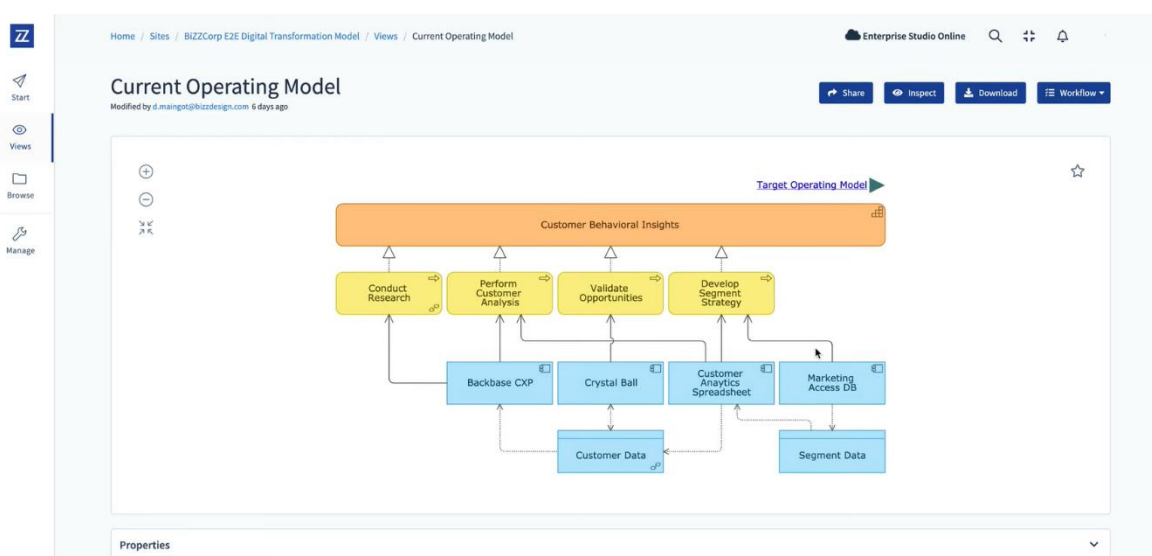 ZZ
Home / Sites / BiZZCorp E2E Digital Transformation Model / Views / Current Operating Model
Enterprise Studio Online
Start
Current Operating Model
Modified by d.maingot@bizzdesign.com 6 days ago
Share
Inspect
Download
Workflow
Views
Browse
Manage
Target Operating Model
Customer Behavioral Insights
Conduct
Research
Perform
Customer
Analysis
Validate
Opportunities
Develop
Segment
Strategy
Backbase CXP
Crystal Ball
Customer
Anaytics
Spreadsheet
Marketing
Access DB
Customer Data
Segment Data
Properties